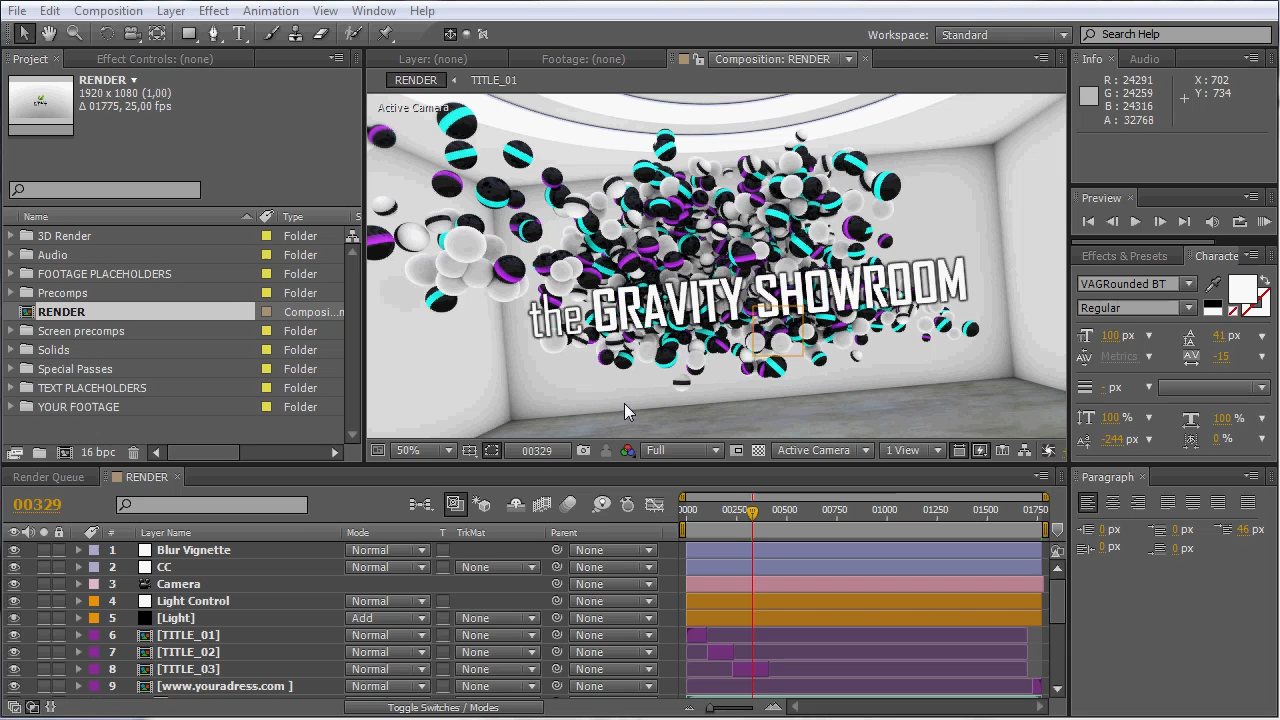 File Edit Composition Layer Effect Animation View Window Help
Workspace: Standard Search Help
Project Effect Controls: (none) Layer: (none) Footage: (none) Composition: RENDER Info Audio
RENDER
1920 x 1080 (1,00)
Δ 01775, 25,00 fps
RENDER TITLE_01
Active Camera
R : 24291
G : 24259
B : 24316
A : 32768
X : 702
Y : 734
Name Type S
3D Render Folder
Audio Folder
FOOTAGE PLACEHOLDERS Folder
Precomps Folder
RENDER Composi...n
Screen precomps Folder
Solids Folder
Special Passes Folder
TEXT PLACEHOLDERS Folder
YOUR FOOTAGE Folder
16 bpc
the GRAVITY SHOWROOM
50% 00329 Full Active Camera 1 View
Preview
Effects & Presets Characte
VAGRounded BT
Regular
100 px 41 px
Metrics -15
- px
100 % 100 %
-244 px 0 %
Render Queue RENDER
00329
0000 00250 00500 00750 01000 01250 01500 01750
# Layer Name Mode T TrkMat Parent
1 Blur Vignette Normal None
2 CC Normal None None
3 Camera None
4 Light Control Normal None
5 [Light] Add None None
6 [TITLE_01] Normal None None
7 [TITLE_02] Normal None None
8 [TITLE_03] Normal None None
9 [www.youradress.com ] Normal None None
Toggle Switches / Modes
Paragraph
0 px 0 px 46 px
0 px 0 px